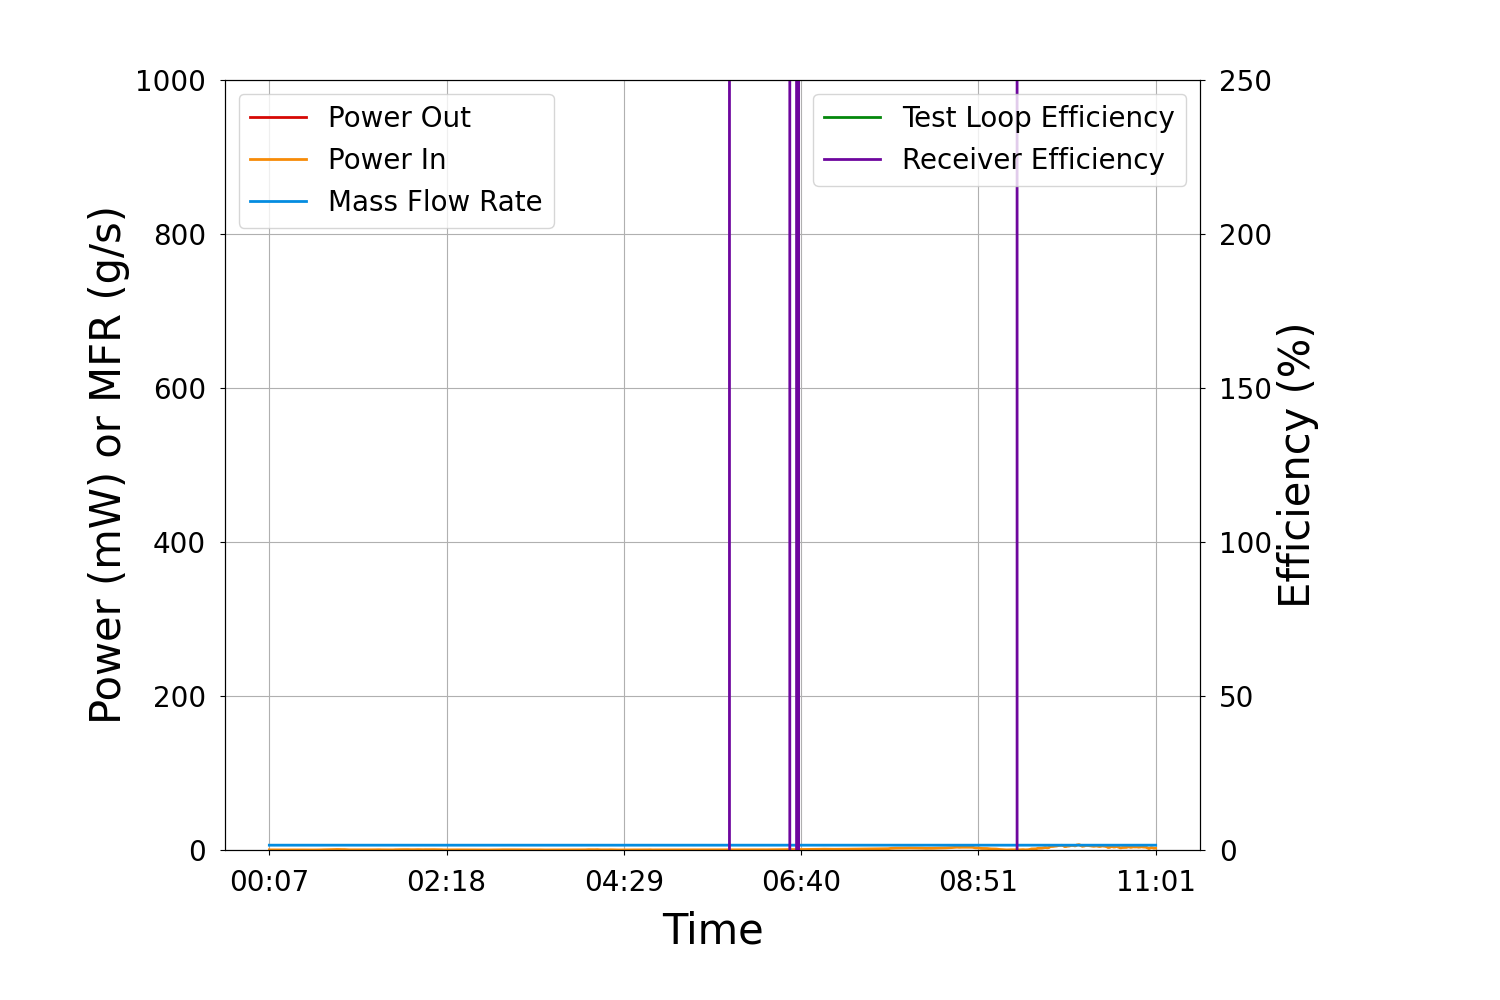 1000
800
600
400
200
0
Power (mW) or MFR (g/s)
Power Out
Power In
Mass Flow Rate
Test Loop Efficiency
Receiver Efficiency
250
200
150
100
50
0
Efficiency (%)
00:07 02:18 04:29 06:40 08:51 11:01
Time